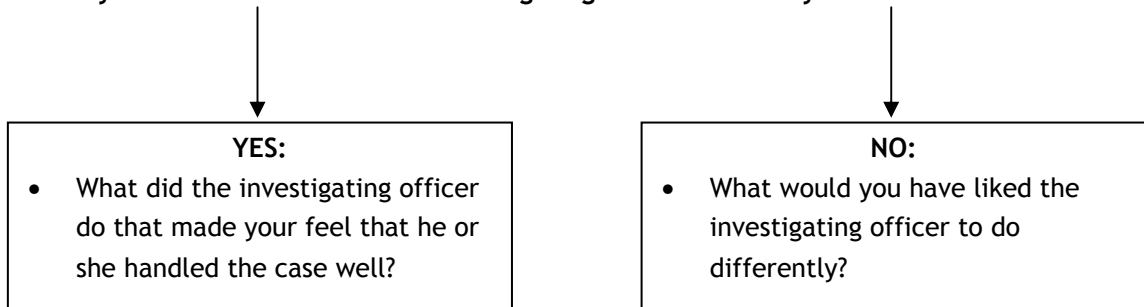 YES:
• What did the investigating officer
do that made your feel that he or
she handled the case well?
NO:
• What would you have liked the
investigating officer to do
differently?